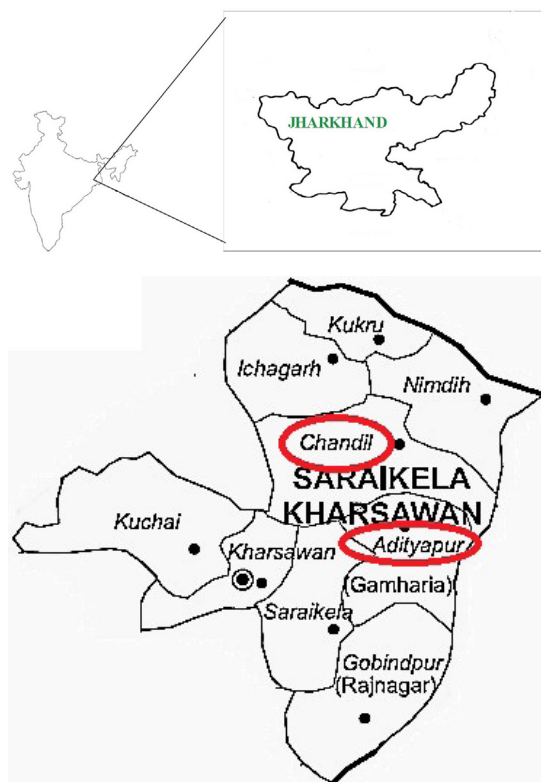 JHARKHAND
Kukru
Ichagarh
Nimdih
Chandil
SARAIKELA
KHARSAWAN
Kuchai
Kharsawan
Adityapur
(Gamharia)
Saraikela
Gobindpur
(Rajnagar)